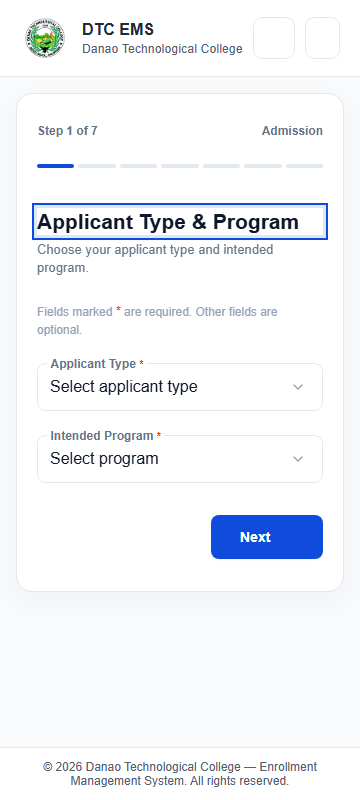 DTC EMS
Danao Technological College
Step 1 of 7
Admission
Applicant Type & Program
Choose your applicant type and intended
program.
Fields marked * are required. Other fields are
optional.
Applicant Type *
Select applicant type
Intended Program *
Select program
Next
© 2026 Danao Technological College — Enrollment
Management System. All rights reserved.